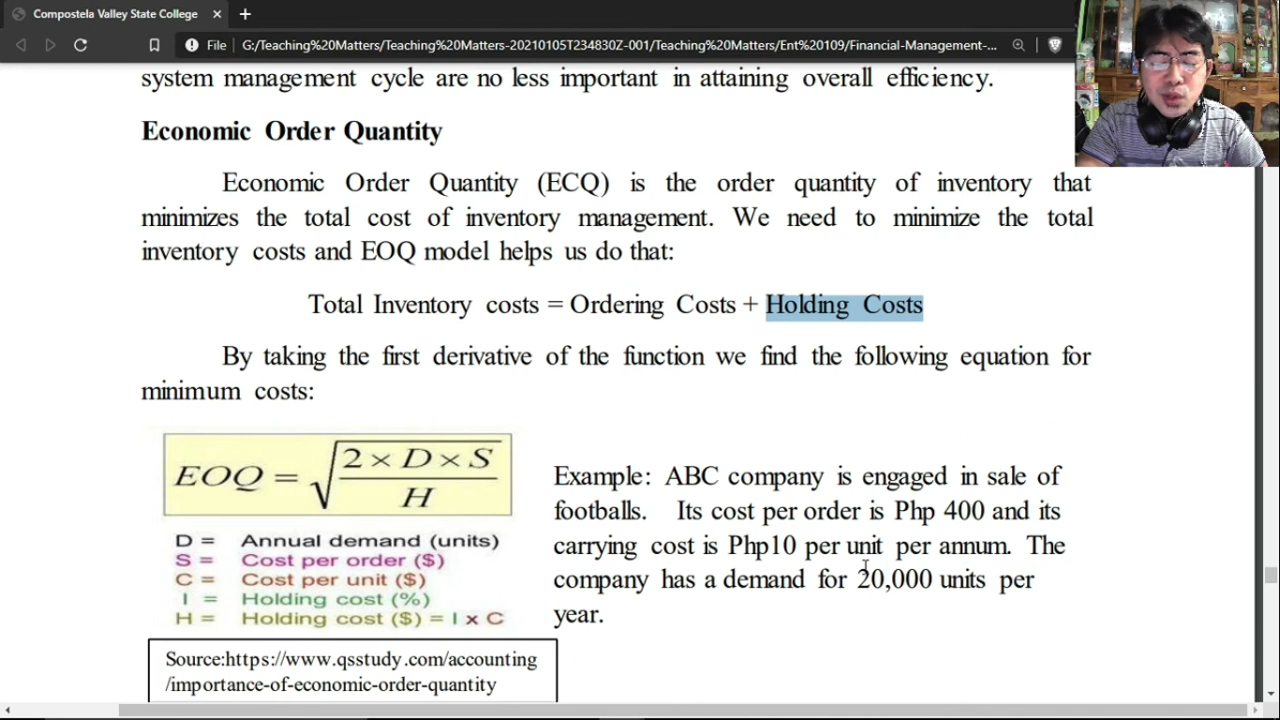 Compostela Valley State College
File G:/Teaching%20Matters/Teaching%20Matters-20210105T234830Z-001/Teaching%20Matters/Ent%20109/Financial-Management-...
system management cycle are no less important in attaining overall efficiency.
Economic Order Quantity
Economic Order Quantity (ECQ) is the order quantity of inventory that
minimizes the total cost of inventory management. We need to minimize the total
inventory costs and EOQ model helps us do that:
Total Inventory costs = Ordering Costs + Holding Costs
By taking the first derivative of the function we find the following equation for
minimum costs:
EOQ = √(2 × D × S / H)
D = Annual demand (units)
S = Cost per order ($)
C = Cost per unit ($)
I = Holding cost (%)
H = Holding cost ($) = I x C
Source:https://www.qsstudy.com/accounting
/importance-of-economic-order-quantity
Example: ABC company is engaged in sale of
footballs. Its cost per order is Php 400 and its
carrying cost is Php10 per unit per annum. The
company has a demand for 20,000 units per
year.